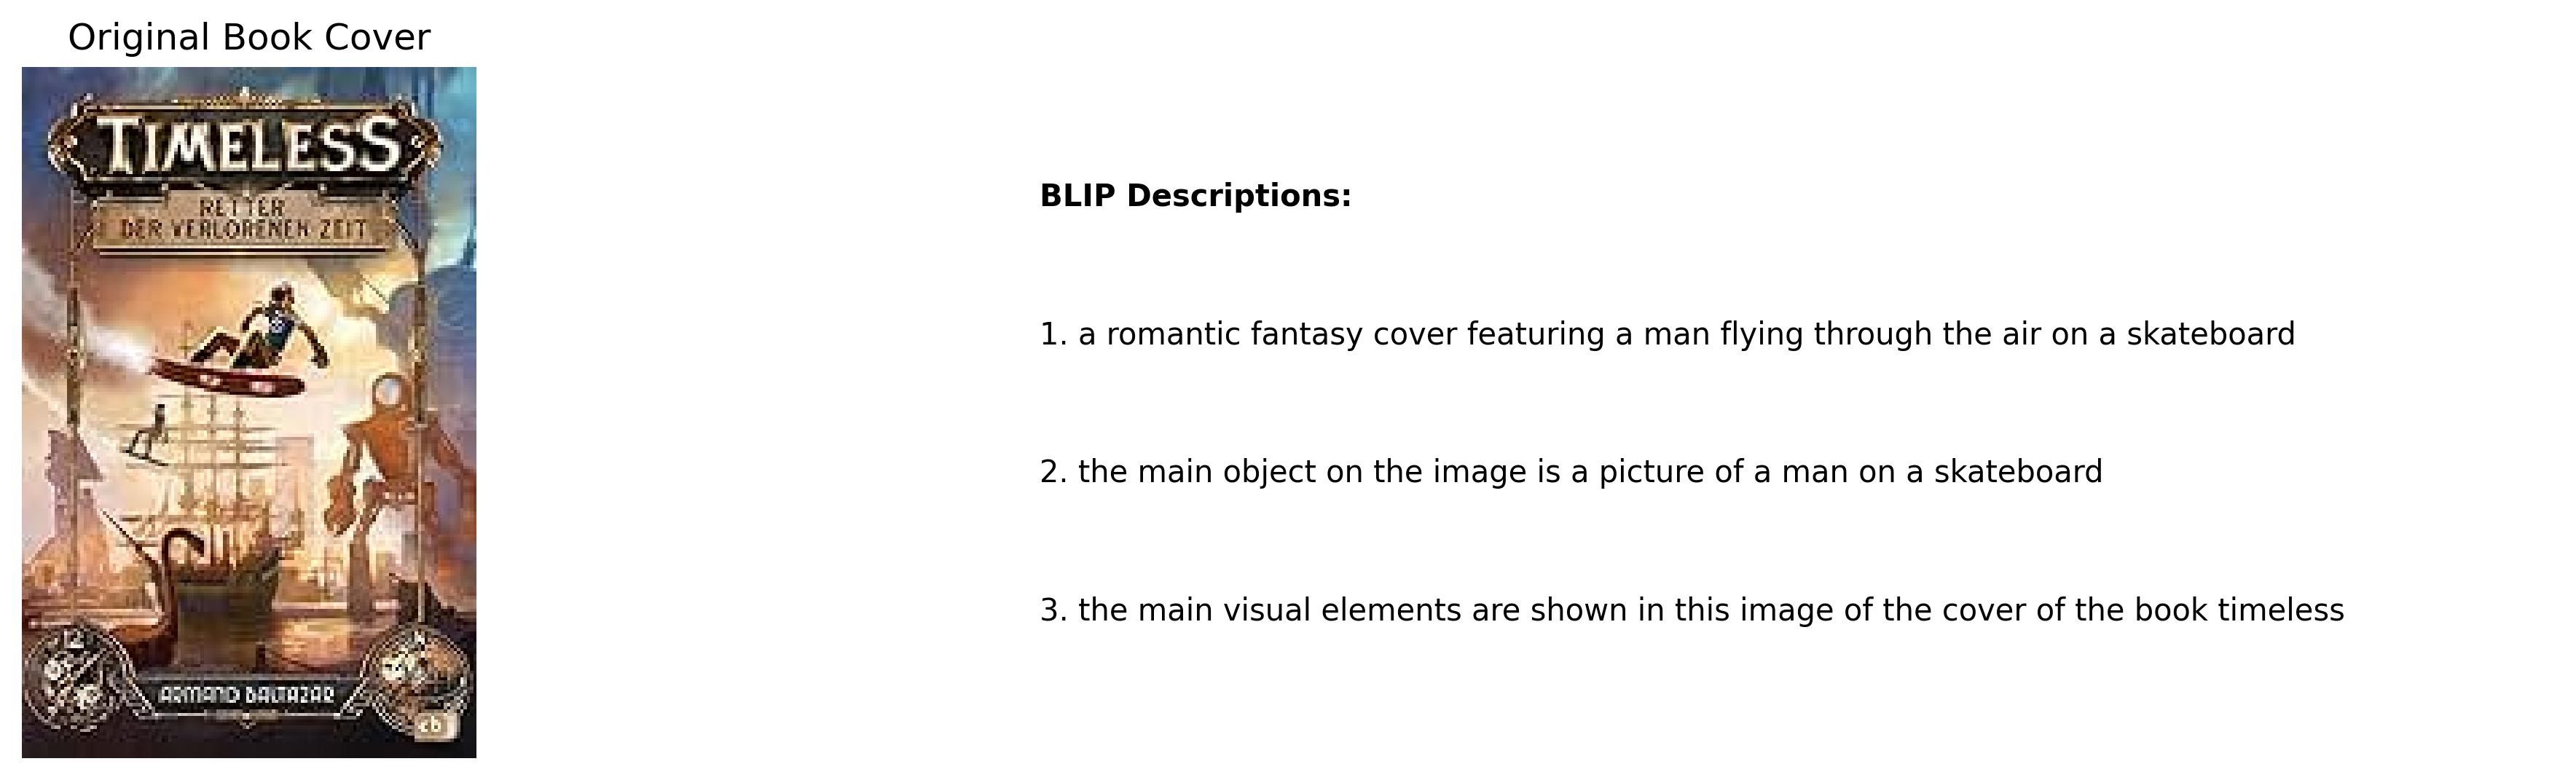 Original Book Cover
TIMELESS
RETTER
DER VERLORENEN ZEIT
ARMAND BALTAZAR
cb
BLIP Descriptions:
1. a romantic fantasy cover featuring a man flying through the air on a skateboard
2. the main object on the image is a picture of a man on a skateboard
3. the main visual elements are shown in this image of the cover of the book timeless